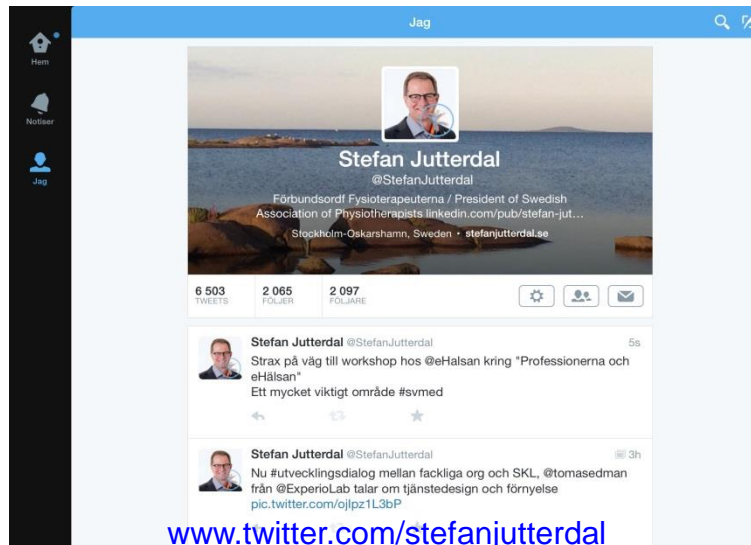 Jag
Hem
Notiser
Jag
Stefan Jutterdal
@StefanJutterdal
Förbundsordf Fysioterapeuterna / President of Swedish
Association of Physiotherapists linkedin.com/pub/stefan-jut…
Stockholm-Oskarshamn, Sweden • stefanjutterdal.se
6 503 2 065 2 097
TWEETS FÖLJER FÖLJARE
Stefan Jutterdal @StefanJutterdal 5s
Strax på väg till workshop hos @eHalsan kring "Professionerna och
eHälsan"
Ett mycket viktigt område #svmed
Stefan Jutterdal @StefanJutterdal 3h
Nu #utvecklingsdialog mellan fackliga org och SKL, @tomasedman
från @ExperioLab talar om tjänstedesign och förnyelse
pic.twitter.com/ojlpz1L3bP
www.twitter.com/stefanjutterdal